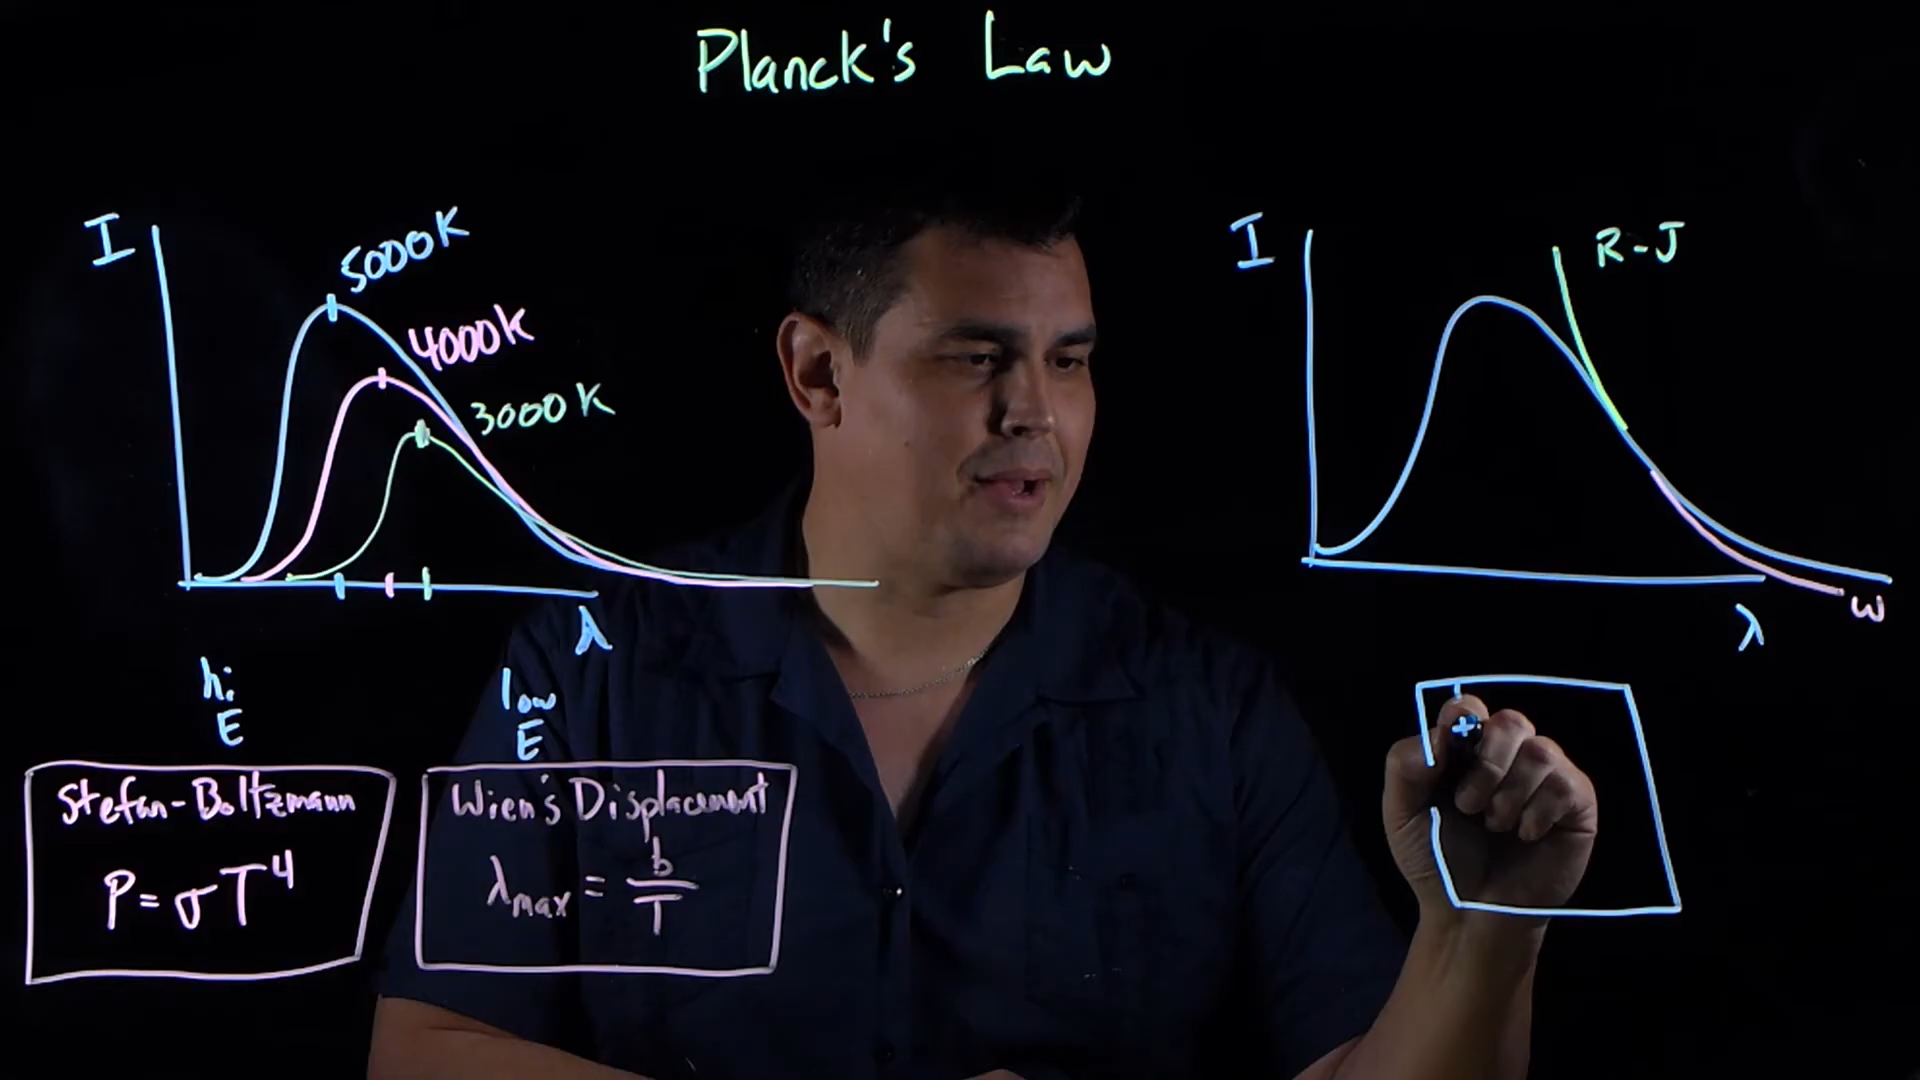 Planck's Law
I
5000K
4000K
3000K
λ
hi
E
low
E
Stefan-Boltzmann
P = σT⁴
Wien's Displacement
λmax = b/T
I
R-J
W
λ
+